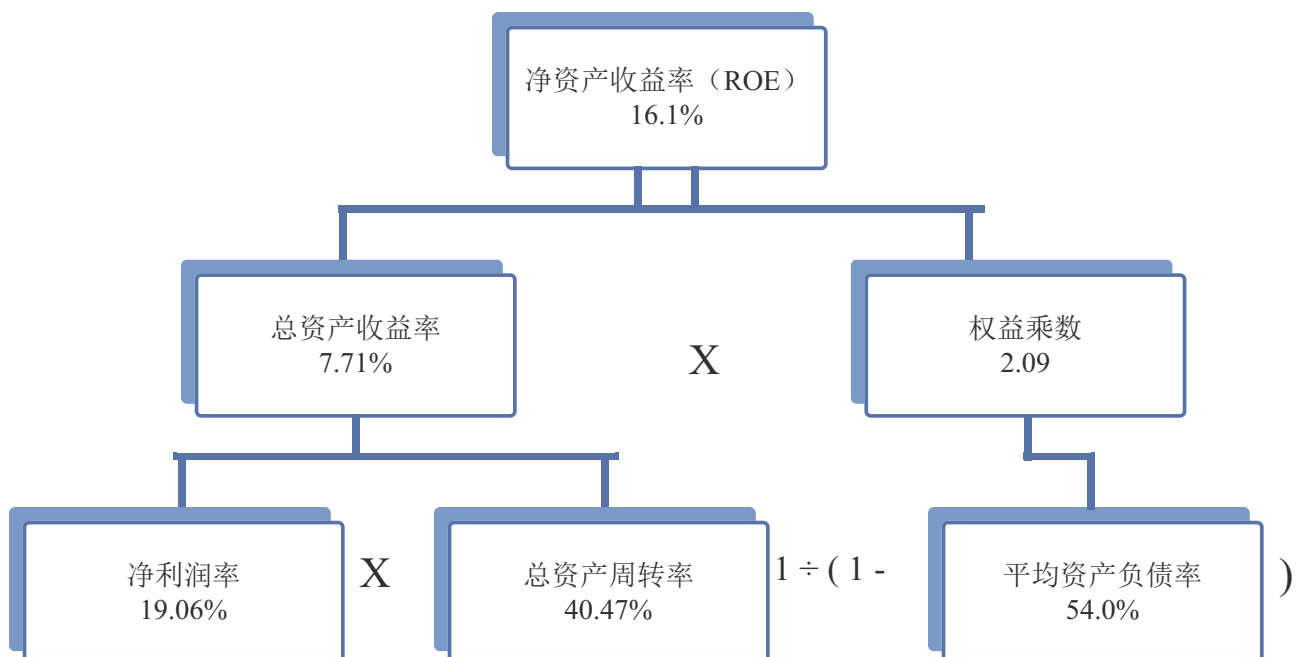 净资产收益率（ROE）
16.1%
总资产收益率
7.71%
X
权益乘数
2.09
净利润率
19.06%
X
总资产周转率
40.47%
1 ÷ ( 1 -
平均资产负债率
54.0%
)